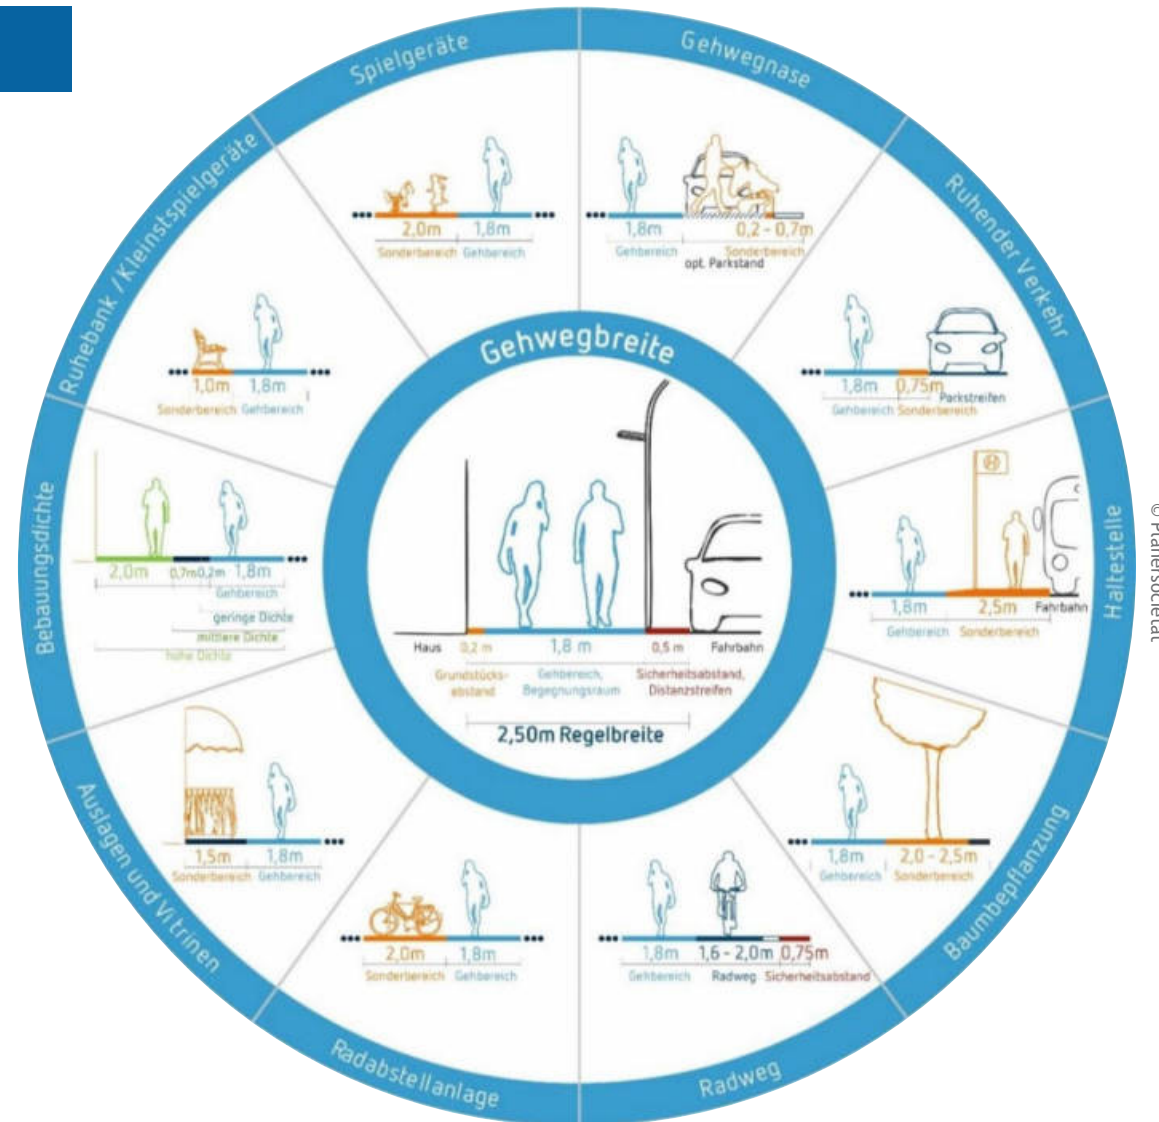 Gehwegbreite
Haus
0,2 m
1,8 m
0,5 m
Fahrbahn
Grundstücks-
abstand
Gehbereich,
Begegnungsraum
Sicherheitsabstand,
Distanzstreifen
2,50m Regelbreite
Gehwegnase
1,8m
0,2 - 0,7m
Gehbereich
Sonderbereich
opt. Parkstand
Ruhender Verkehr
1,8m
0,75m
Parkstreifen
Gehbereich
Sonderbereich
Haltestelle
H
1,8m
2,5m
Fahrbahn
Gehbereich
Sonderbereich
Baumbepflanzung
1,8m
2,0 - 2,5m
Gehbereich
Sonderbereich
Radweg
1,8m
1,6 - 2,0m
0,75m
Gehbereich
Radweg
Sicherheitsabstand
Radabstellanlage
2,0m
1,8m
Sonderbereich
Gehbereich
Auslagen und Vitrinen
1,5m
1,8m
Sonderbereich
Gehbereich
Bebauungsdichte
2,0m
0,7m
0,2m
1,8m
Gehbereich
geringe Dichte
mittlere Dichte
hohe Dichte
Ruhebank / Kleinstspielgeräte
1,0m
1,8m
Sonderbereich
Gehbereich
Spielgeräte
2,0m
1,8m
Sonderbereich
Gehbereich
© Planersocietät